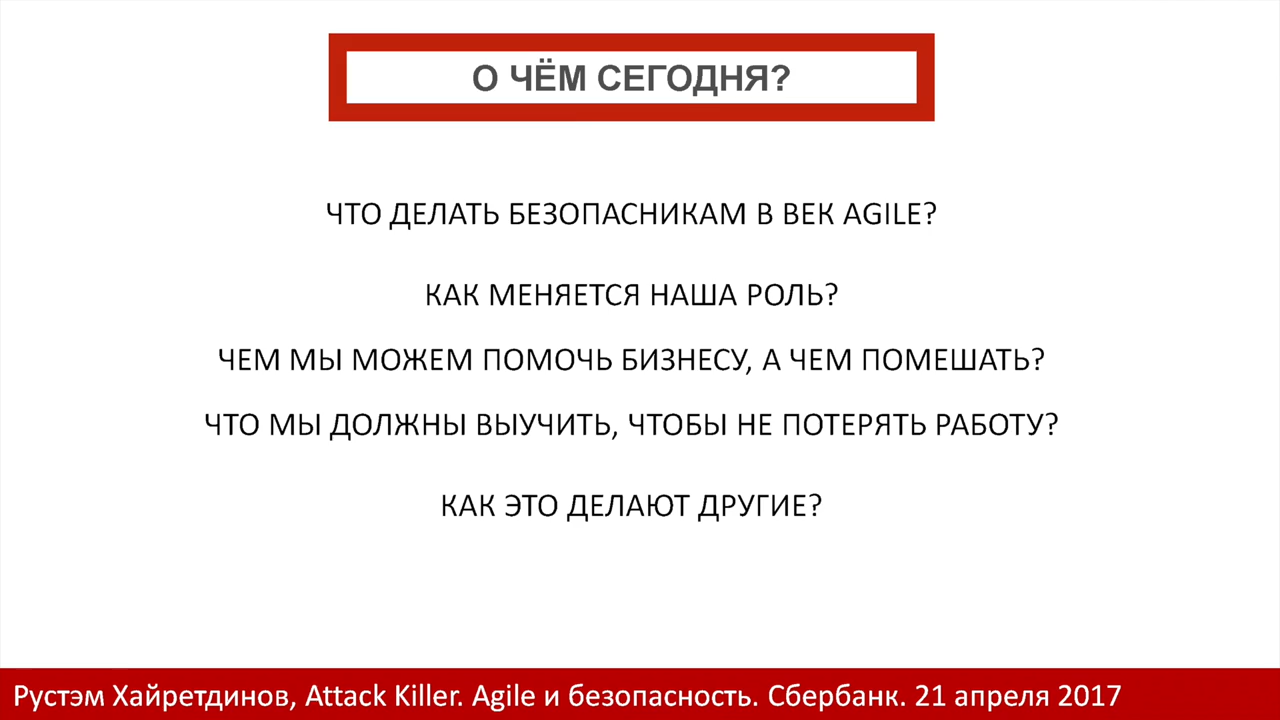 О ЧЁМ СЕГОДНЯ?
ЧТО ДЕЛАТЬ БЕЗОПАСНИКАМ В ВЕК AGILE?
КАК МЕНЯЕТСЯ НАША РОЛЬ?
ЧЕМ МЫ МОЖЕМ ПОМОЧЬ БИЗНЕСУ, А ЧЕМ ПОМЕШАТЬ?
ЧТО МЫ ДОЛЖНЫ ВЫУЧИТЬ, ЧТОБЫ НЕ ПОТЕРЯТЬ РАБОТУ?
КАК ЭТО ДЕЛАЮТ ДРУГИЕ?
Рустэм Хайретдинов, Attack Killer. Agile и безопасность. Сбербанк. 21 апреля 2017